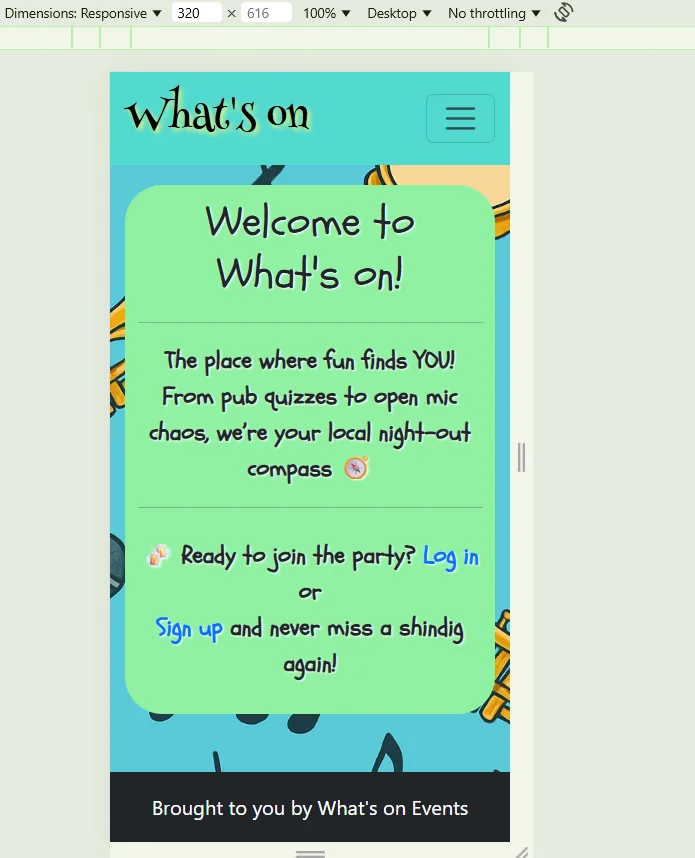 Dimensions: Responsive ▼ 320 × 616 100% ▼ Desktop ▼ No throttling ▼
What's on
Welcome to
What's on!
The place where fun finds YOU!
From pub quizzes to open mic
chaos, we're your local night-out
compass 🧭
🍻 Ready to join the party? Log in
or
Sign up and never miss a shindig
again!
Brought to you by What's on Events